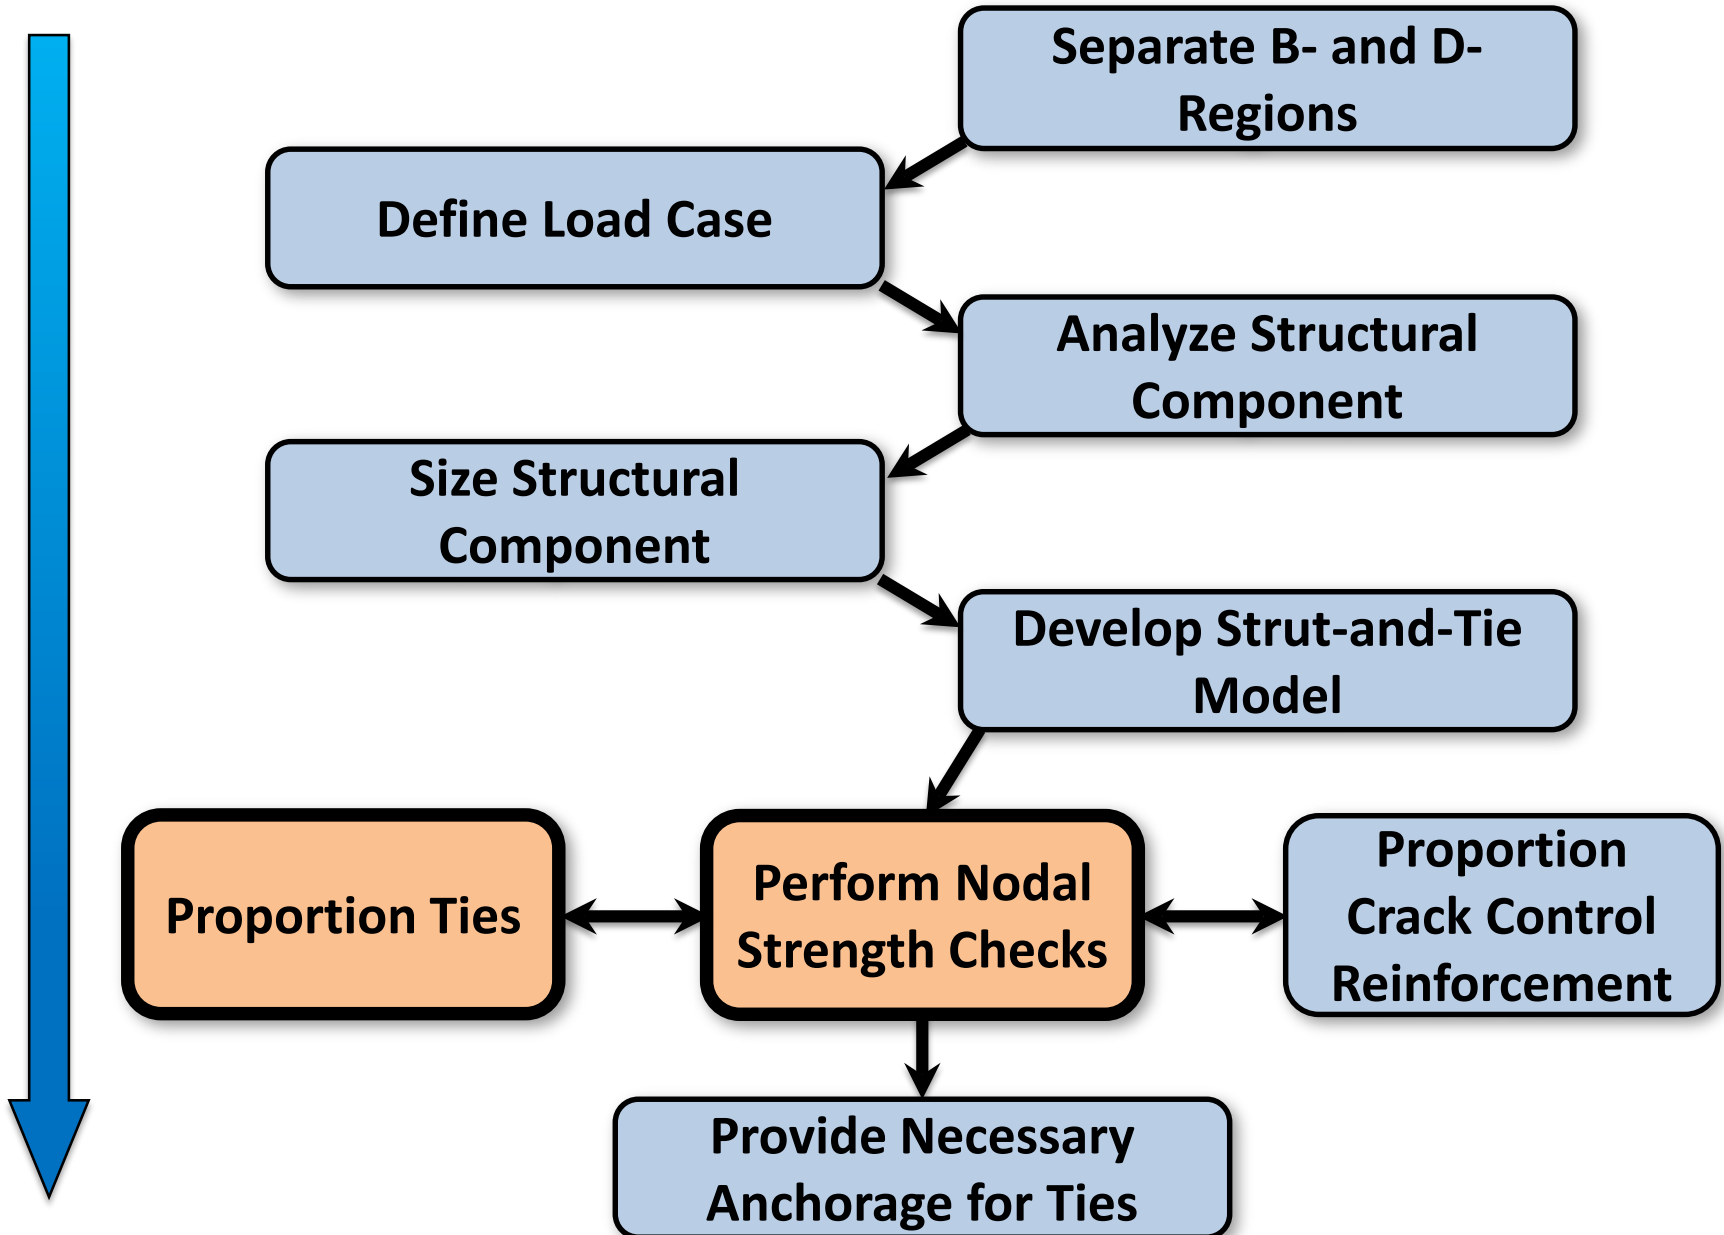 Separate B- and D-
Regions
Define Load Case
Analyze Structural
Component
Size Structural
Component
Develop Strut-and-Tie
Model
Proportion Ties
Perform Nodal
Strength Checks
Proportion
Crack Control
Reinforcement
Provide Necessary
Anchorage for Ties